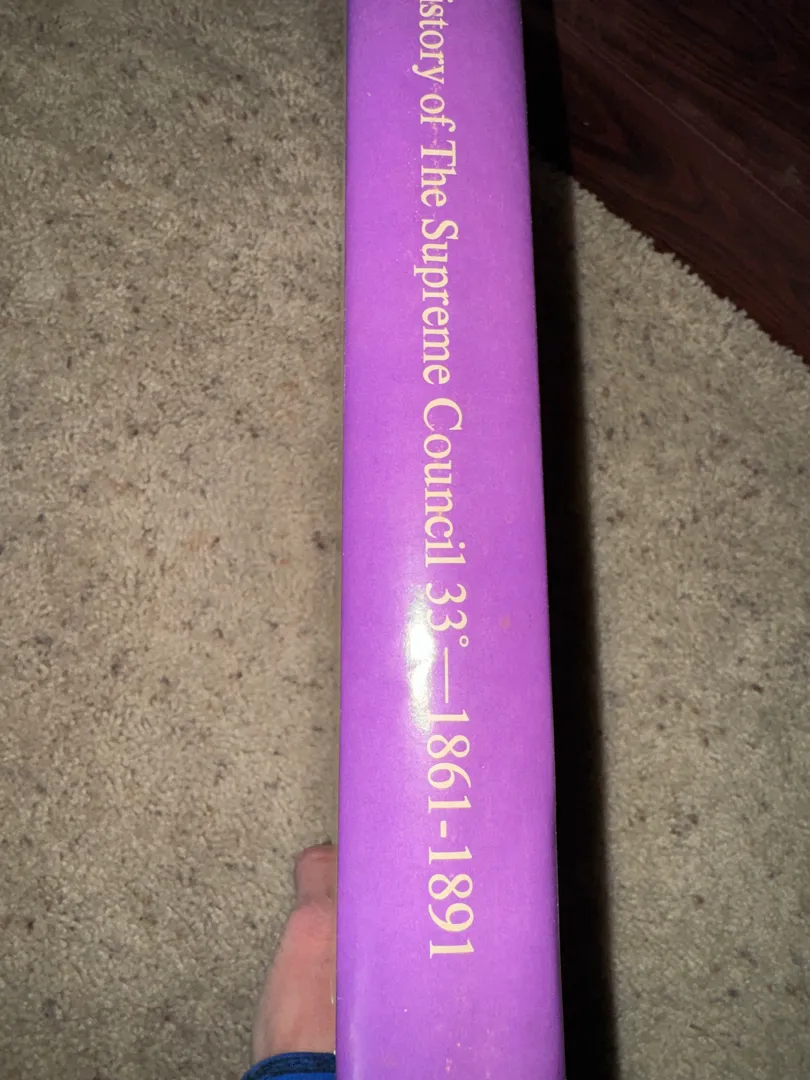 istory of The Supreme Council 33°—1861-1891